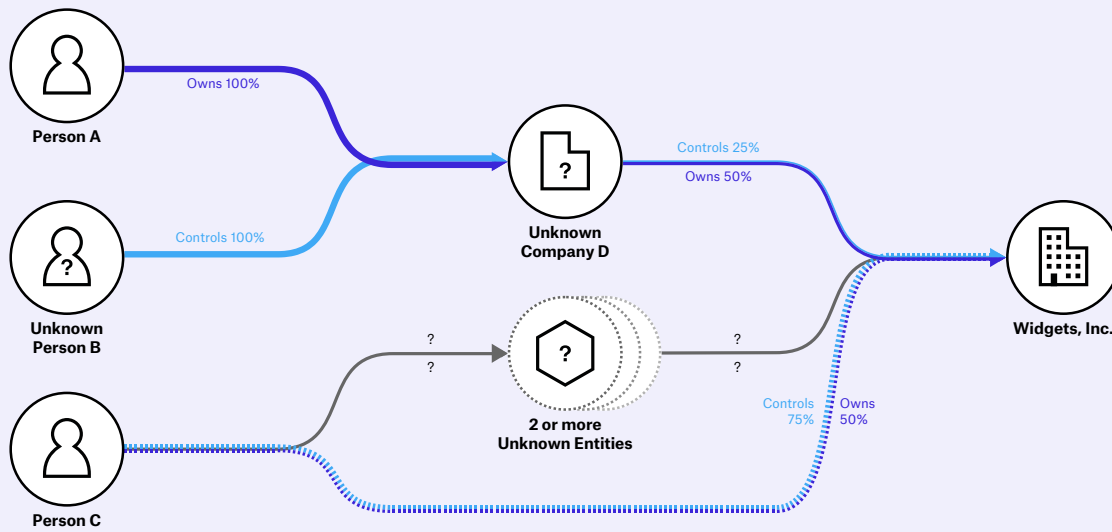 Owns 100%
Person A
?
Controls 25%
Owns 50%
Unknown
Company D
Controls 100%
?
Unknown
Person B
Widgets, Inc.
?
?
?
?
?
2 or more
Unknown Entities
Controls
75%
Owns
50%
Person C